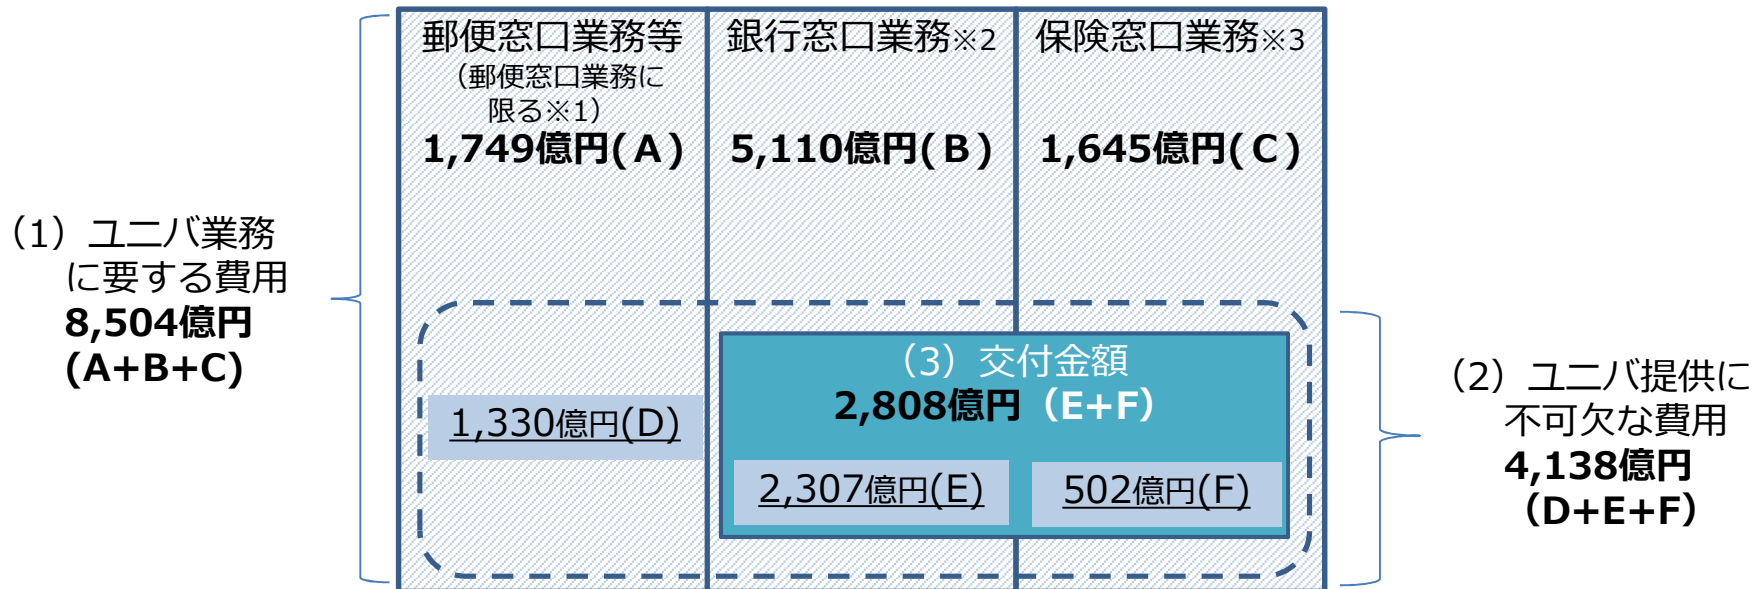 郵便窓口業務等
（郵便窓口業務に
限る※1）
1,749億円(A)
銀行窓口業務※2
5,110億円(B)
保険窓口業務※3
1,645億円(C)
（1）ユニバ業務
に要する費用
8,504億円
(A+B+C)
（3）交付金額
2,808億円（E+F）
1,330億円(D)
2,307億円(E)
502億円(F)
（2）ユニバ提供に
不可欠な費用
4,138億円
（D+E+F）